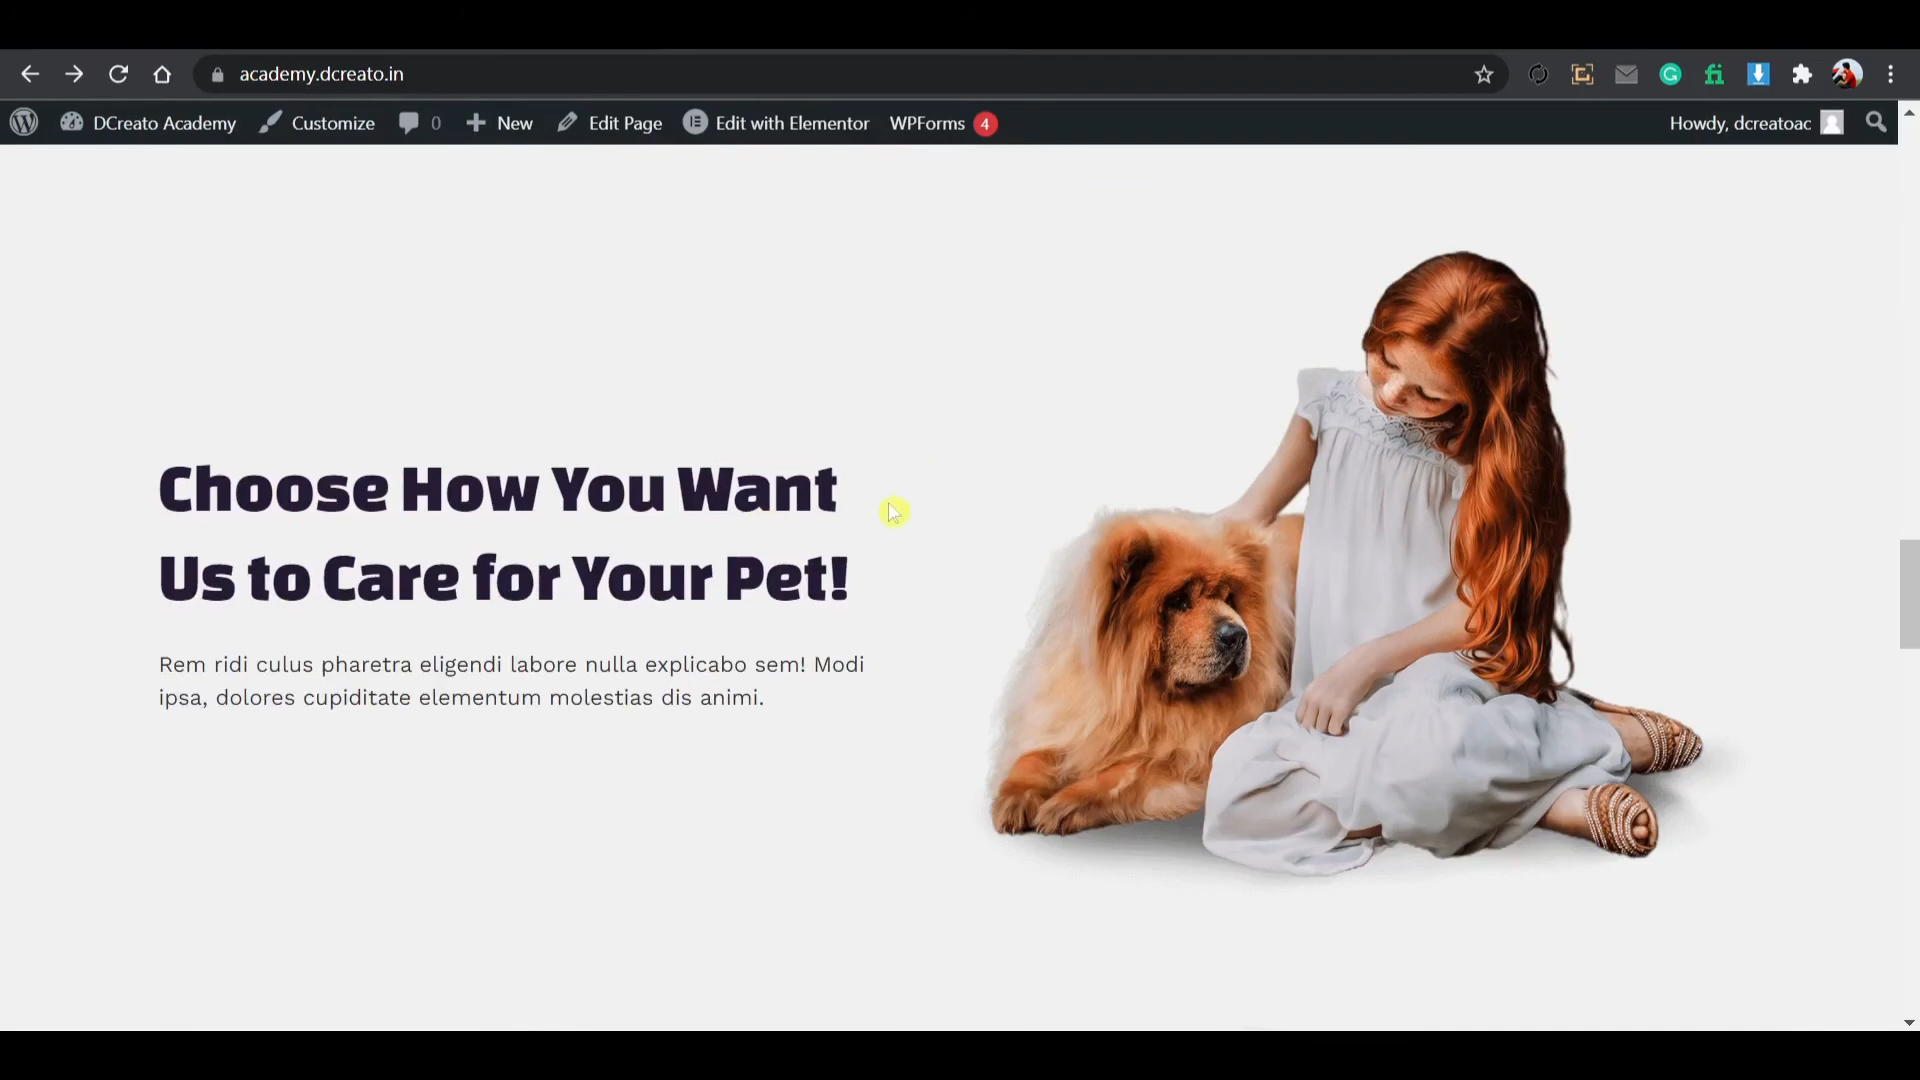 academy.dcreato.in
DCreato Academy Customize 0 New Edit Page Edit with Elementor WPForms 4 Howdy, dcreatoac
Choose How You Want
Us to Care for Your Pet!
Rem ridi culus pharetra eligendi labore nulla explicabo sem! Modi
ipsa, dolores cupiditate elementum molestias dis animi.